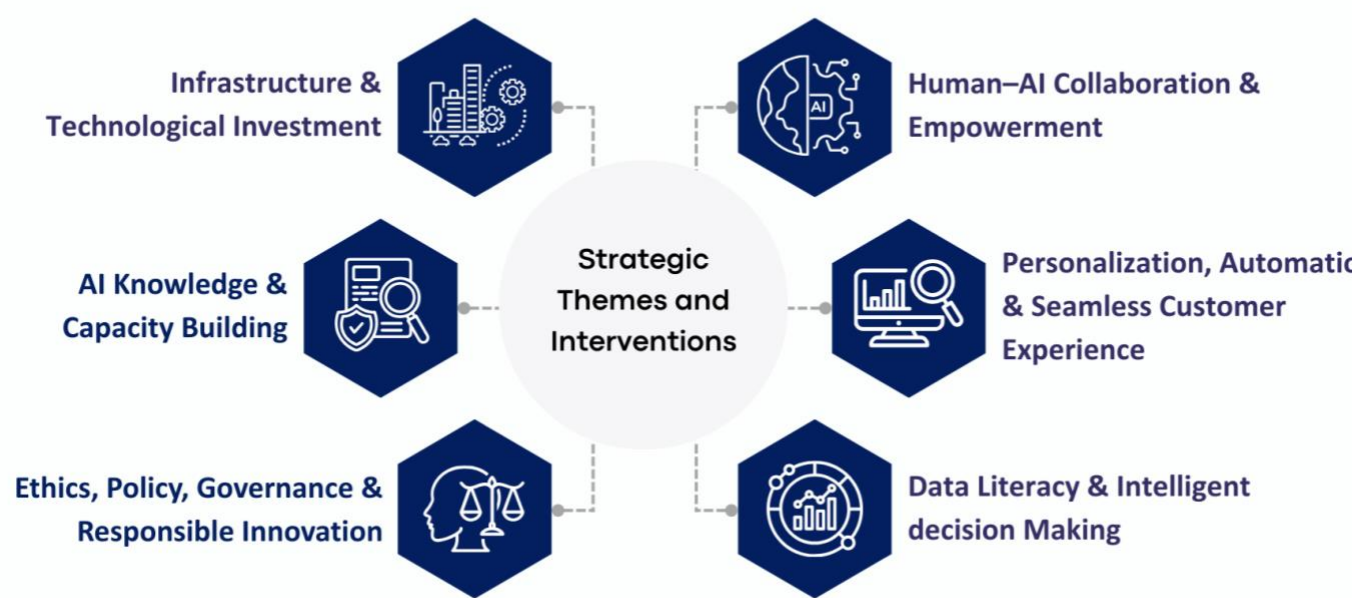 Infrastructure &
Technological Investment
Human–AI Collaboration &
Empowerment
Strategic
Themes and
Interventions
AI Knowledge &
Capacity Building
AI
Personalization, Automatic
& Seamless Customer
Experience
Ethics, Policy, Governance &
Responsible Innovation
Data Literacy & Intelligent
decision Making